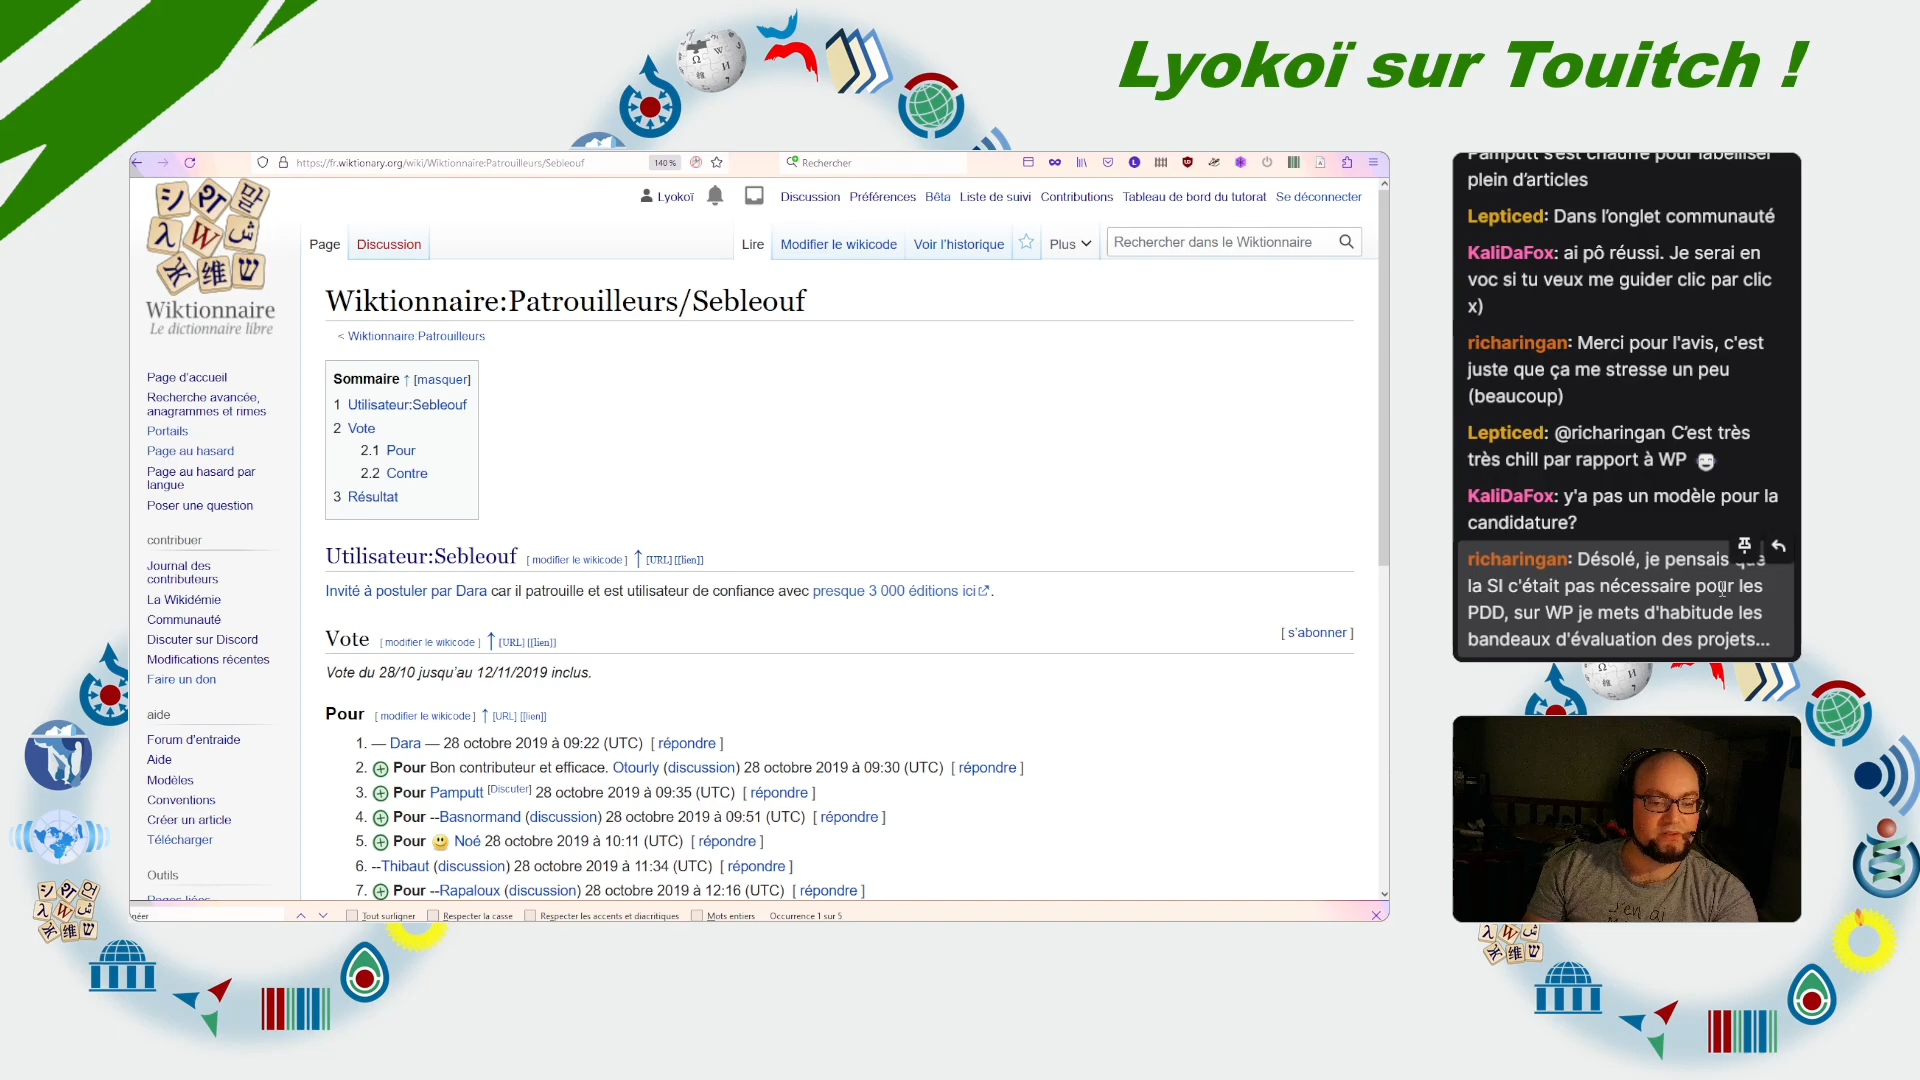 Lyokoï sur Touitch !
https://fr.wiktionary.org/wiki/Wiktionnaire:Patrouilleurs/Sebleouf
140 %
Rechercher
Lyokoï
Discussion
Préférences
Bêta
Liste de suivi
Contributions
Tableau de bord du tutorat
Se déconnecter
Page
Discussion
Lire
Modifier le wikicode
Voir l'historique
Plus
Rechercher dans le Wiktionnaire
Wiktionnaire
Le dictionnaire libre
Page d'accueil
Recherche avancée,
anagrammes et rimes
Portails
Page au hasard
Page au hasard par
langue
Poser une question
contribuer
Journal des
contributeurs
La Wikidémie
Communauté
Discuter sur Discord
Modifications récentes
Faire un don
aide
Forum d'entraide
Aide
Modèles
Conventions
Créer un article
Télécharger
Outils
Wiktionnaire:Patrouilleurs/Sebleouf
< Wiktionnaire:Patrouilleurs
Sommaire ↑ [masquer]
1 Utilisateur:Sebleouf
2 Vote
2.1 Pour
2.2 Contre
3 Résultat
Utilisateur:Sebleouf [ modifier le wikicode ] ↑ [URL] [[lien]]
Invité à postuler par Dara car il patrouille et est utilisateur de confiance avec presque 3 000 éditions ici.
Vote [ modifier le wikicode ] ↑ [URL] [[lien]]
[ s'abonner ]
Vote du 28/10 jusqu'au 12/11/2019 inclus.
Pour [ modifier le wikicode ] ↑ [URL] [[lien]]
1. — Dara — 28 octobre 2019 à 09:22 (UTC) [ répondre ]
2. Pour Bon contributeur et efficace. Otourly (discussion) 28 octobre 2019 à 09:30 (UTC) [ répondre ]
3. Pour Pamputt [Discuter] 28 octobre 2019 à 09:35 (UTC) [ répondre ]
4. Pour --Basnormand (discussion) 28 octobre 2019 à 09:51 (UTC) [ répondre ]
5. Pour Noé 28 octobre 2019 à 10:11 (UTC) [ répondre ]
6. --Thibaut (discussion) 28 octobre 2019 à 11:34 (UTC) [ répondre ]
7. Pour --Rapaloux (discussion) 28 octobre 2019 à 12:16 (UTC) [ répondre ]
Tout surligner
Respecter la casse
Respecter les accents et diacritiques
Mots entiers
Occurrence 1 sur 5
Pamputt s'est chauffé pour labelliser
plein d'articles
Lepticed: Dans l'onglet communauté
KaliDaFox: ai pô réussi. Je serai en
voc si tu veux me guider clic par clic
x)
richaringan: Merci pour l'avis, c'est
juste que ça me stresse un peu
(beaucoup)
Lepticed: @richaringan C'est très
très chill par rapport à WP
KaliDaFox: y'a pas un modèle pour la
candidature?
richaringan: Désolé, je pensais que
la SI c'était pas nécessaire pour les
PDD, sur WP je mets d'habitude les
bandeaux d'évaluation des projets...
J'en ai